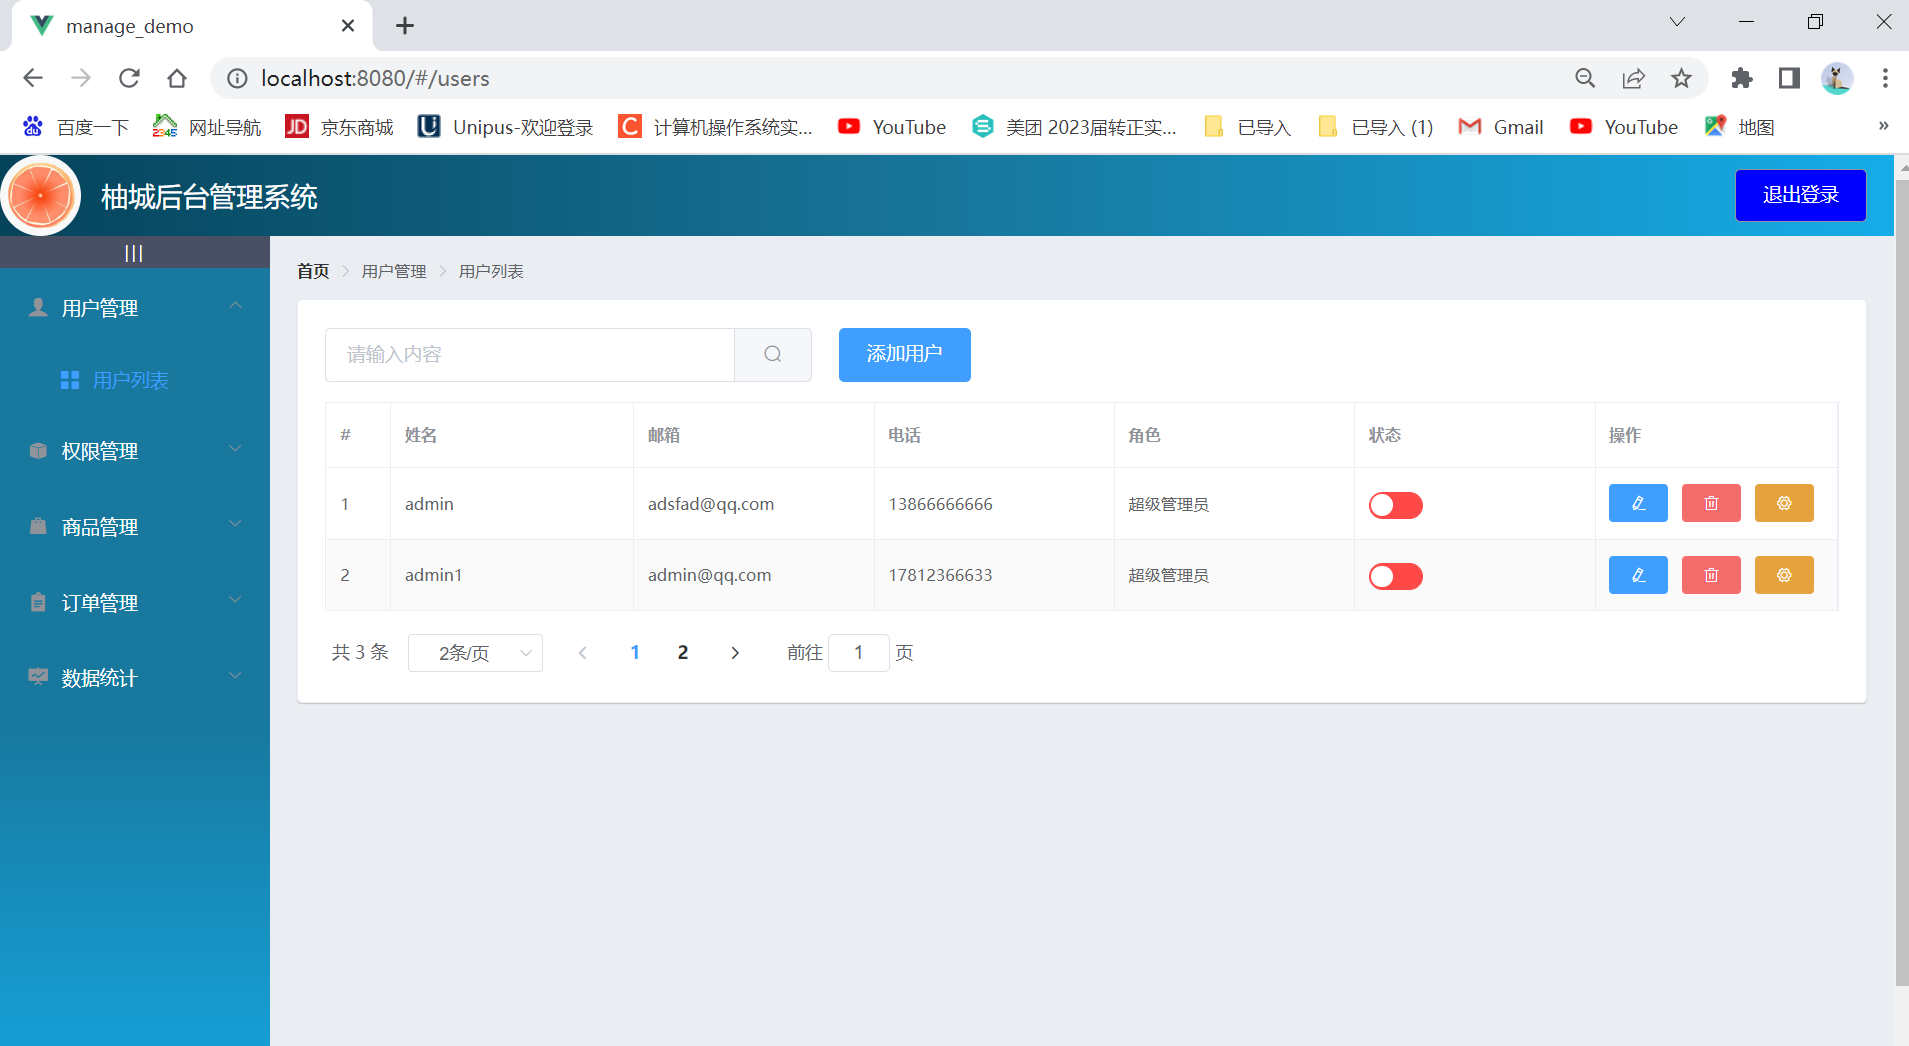 manage_demo
localhost:8080/#/users
百度一下 网址导航 京东商城 Unipus-欢迎登录 计算机操作系统实... YouTube 美团 2023届转正实... 已导入 已导入 (1) Gmail YouTube 地图 »
柚城后台管理系统 退出登录
|||
首页 用户管理 用户列表
用户管理
用户列表
权限管理
商品管理
订单管理
数据统计
请输入内容 添加用户
# 姓名 邮箱 电话 角色 状态 操作
1 admin adsfad@qq.com 13866666666 超级管理员
2 admin1 admin@qq.com 17812366633 超级管理员
共 3 条 2条/页 1 2 前往 1 页